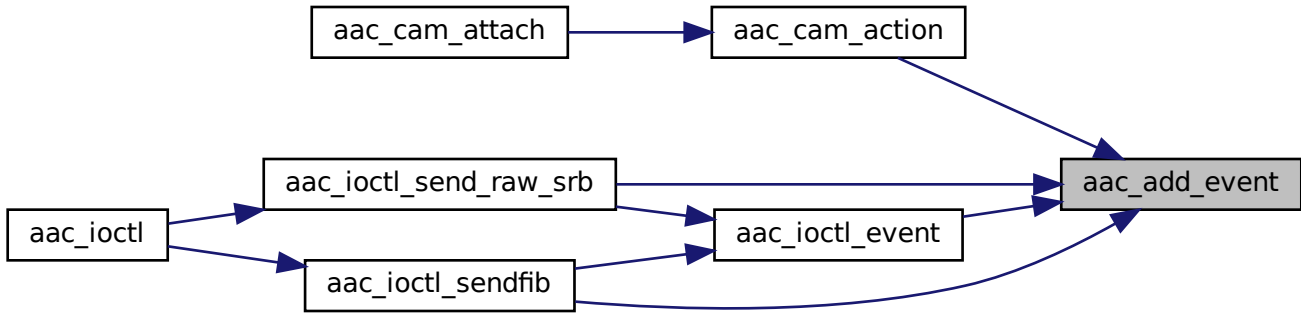 aac_cam_attach
aac_cam_action
aac_add_event
aac_ioctl_send_raw_srb
aac_ioctl
aac_ioctl_event
aac_ioctl_sendfib